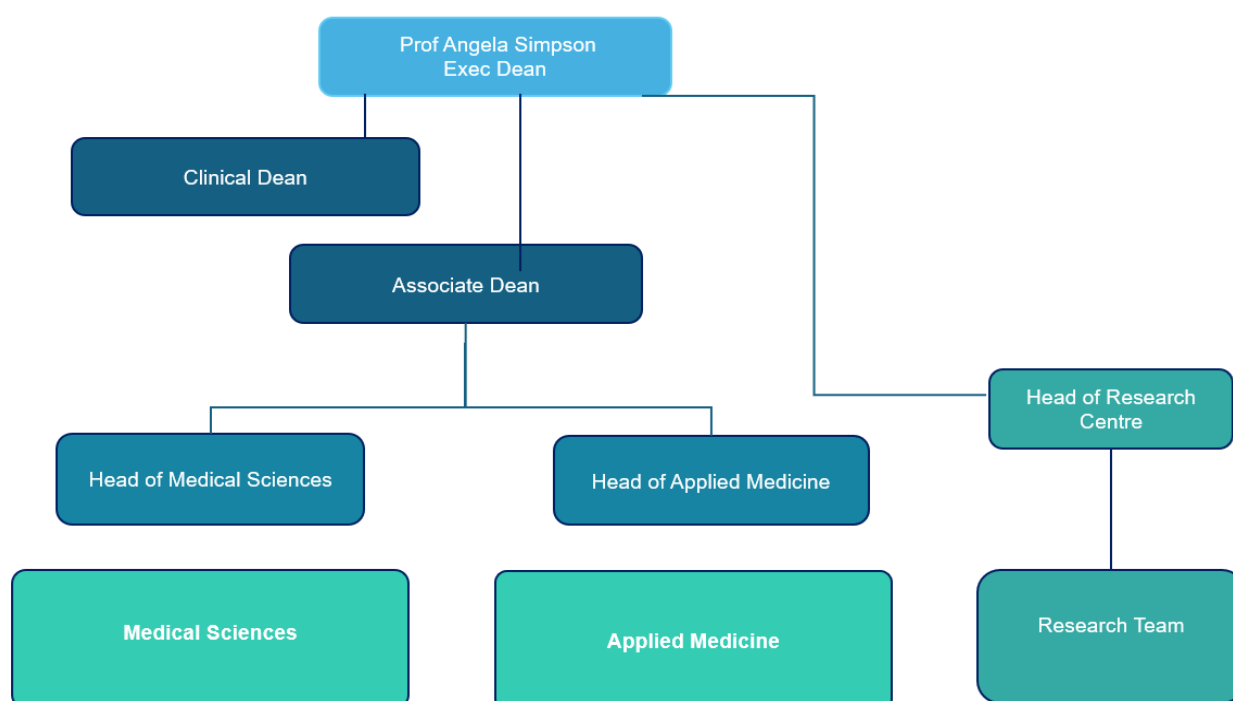 Prof Angela Simpson
Exec Dean
Clinical Dean
Associate Dean
Head of Research
Centre
Head of Medical Sciences
Head of Applied Medicine
Medical Sciences
Applied Medicine
Research Team